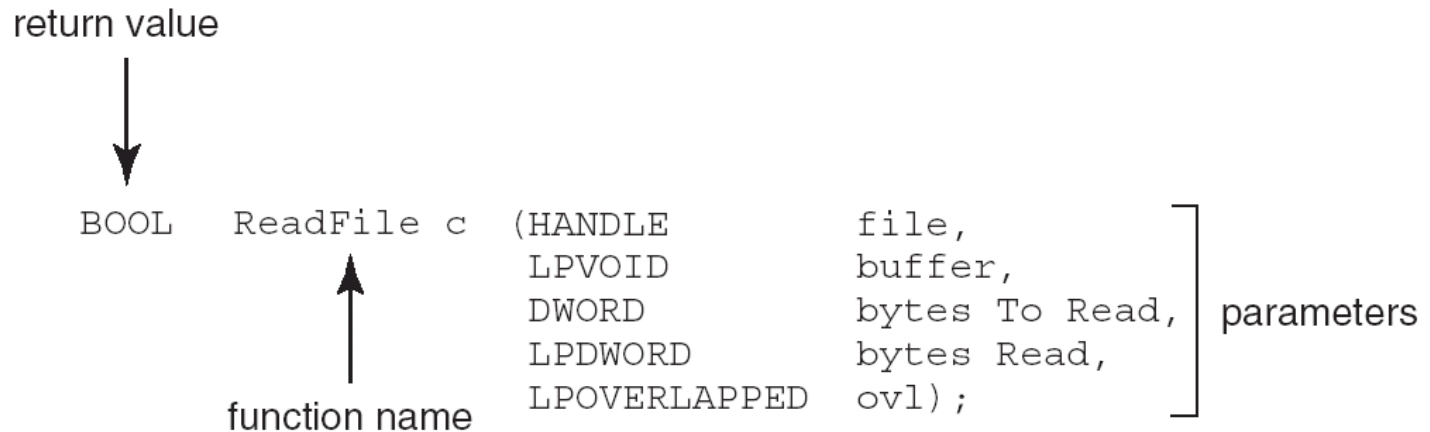 return value
BOOL ReadFile c (HANDLE file,
LPVOID buffer,
DWORD bytes To Read,
parameters
LPDWORD bytes Read,
LPOVERLAPPED ovl);
function name